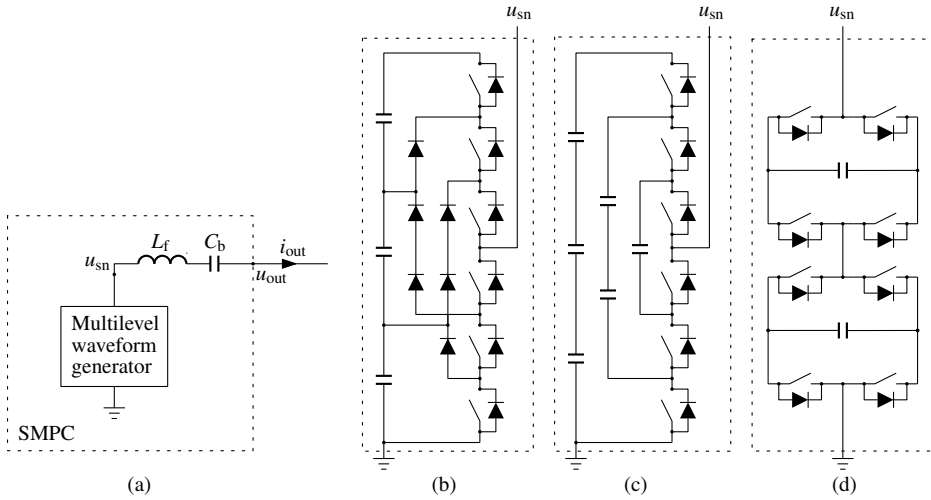 u_sn
u_sn
u_sn
L_f
C_b
i_out
u_sn
u_out
Multilevel
waveform
generator
SMPC
(a)
(b)
(c)
(d)